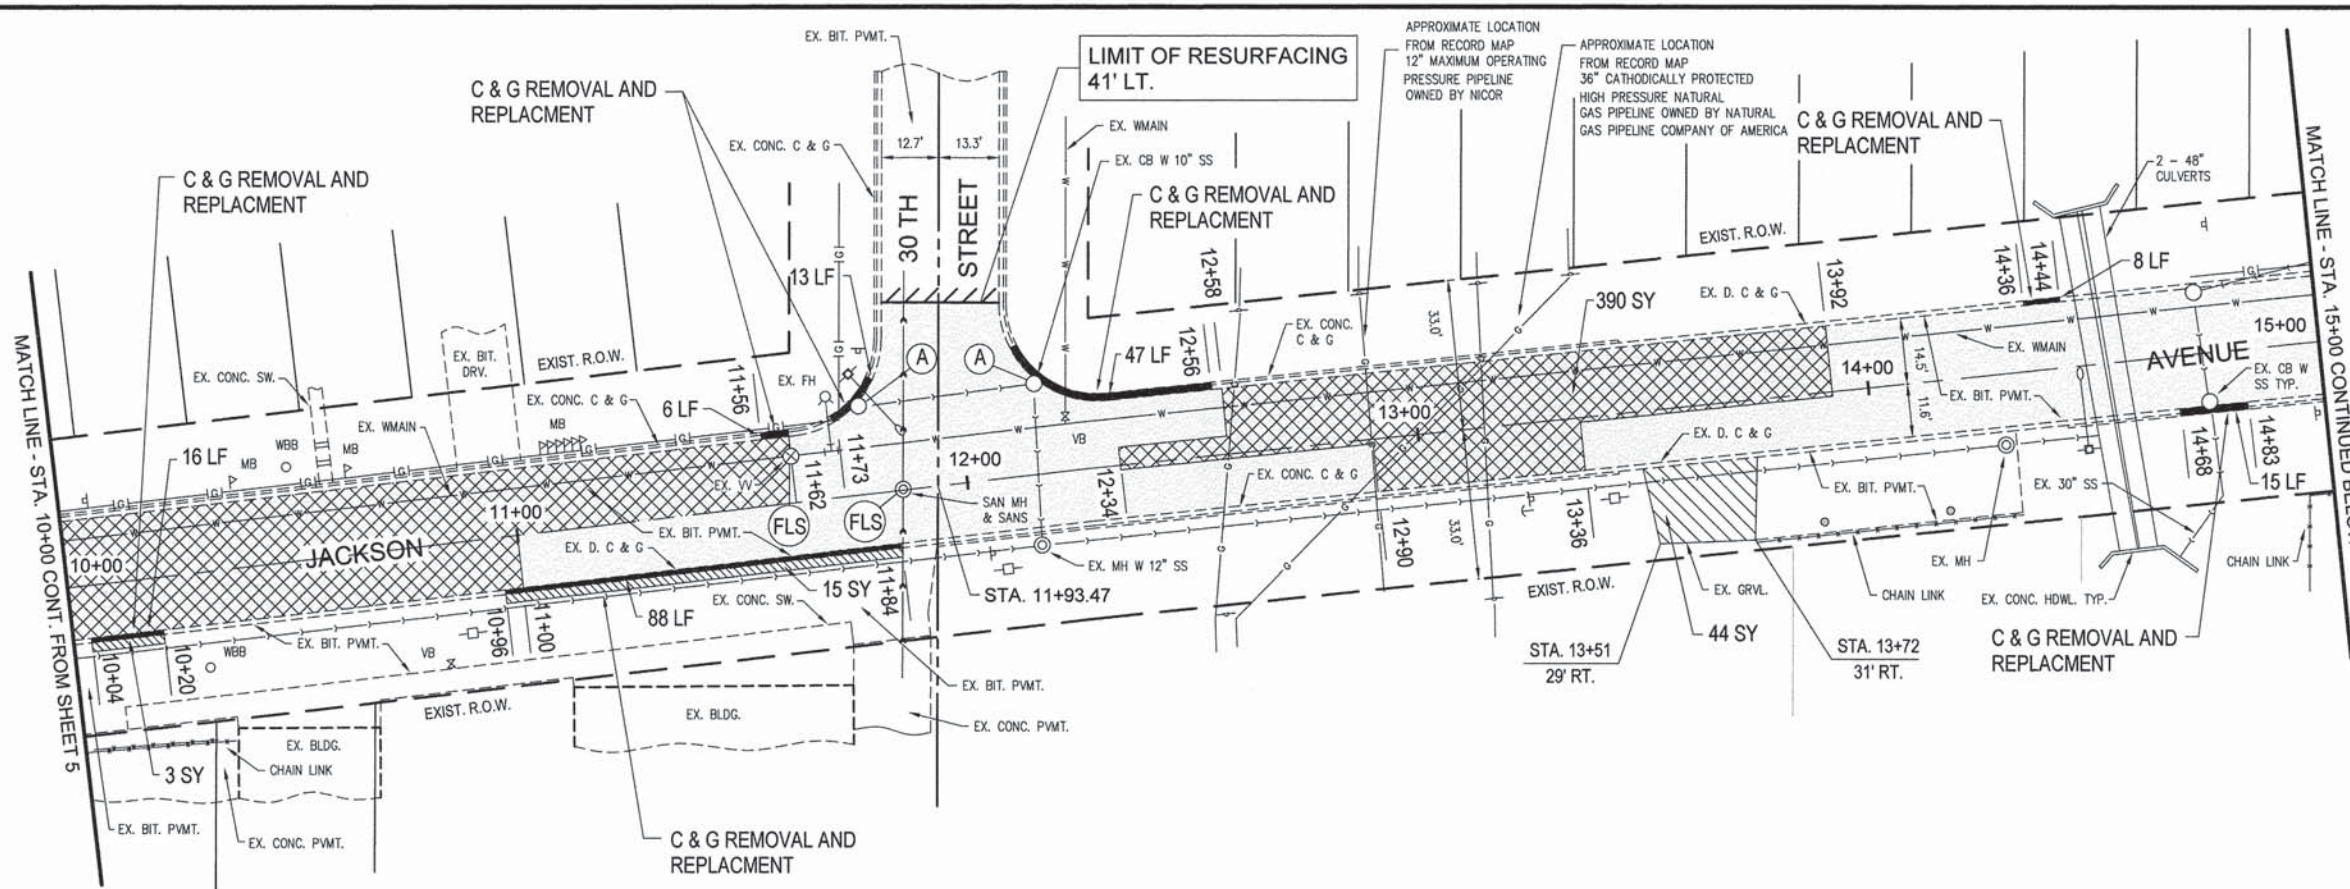 EX. BIT. PVMT.
C & G REMOVAL AND
REPLACMENT
LIMIT OF RESURFACING
41' LT.
APPROXIMATE LOCATION
FROM RECORD MAP
12" MAXIMUM OPERATING
PRESSURE PIPELINE
OWNED BY NICOR
APPROXIMATE LOCATION
FROM RECORD MAP
36" CATHODICALLY PROTECTED
HIGH PRESSURE NATURAL
GAS PIPELINE OWNED BY NATURAL
GAS PIPELINE COMPANY OF AMERICA
C & G REMOVAL AND
REPLACMENT
2 - 48"
CULVERTS
EX. CONC. C & G
12.7'
13.3'
EX. WMAIN
EX. CB W 10" SS
C & G REMOVAL AND
REPLACMENT
C & G REMOVAL AND
REPLACMENT
30 TH
STREET
13 LF
12+58
EXIST. R.O.W.
14+36
14+44
8 LF
MATCH LINE - STA. 10+00 CONT. FROM SHEET 5
MATCH LINE - STA. 15+00 CONTINUED BELOW
EX. CONC. SW.
EX. BIT.
DRV.
EXIST. R.O.W.
EX. CONC. C & G
11+56
EX. FH
A
A
12+56
47 LF
EX. CONC.
C & G
33.0'
390 SY
EX. D. C & G
13+92
14.5'
11.6'
EX. WMAIN
14+00
15+00
AVENUE
EX. CB W
SS TYP.
16 LF
MB
WBB
MB
EX. WMAIN
MB
6 LF
EX. VV
11+62
11+73
12+00
VB
12+34
13+00
EX. BIT. PVMT.
EX. D. C & G
EX. CONC. C & G
10+00
JACKSON
11+00
EX. BIT. PVMT.
EX. D. C & G
FLS
FLS
SAN MH
& SANS
EX. MH W 12" SS
12+90
33.0'
13+36
EX. BIT. PVMT.
EX. 30" SS
14+68
14+83
15 LF
10+04
10+20
WBB
EX. BIT. PVMT.
VB
10+96
11+00
88 LF
EX. CONC. SW.
15 SY
11+84
STA. 11+93.47
EXIST. R.O.W.
EX. GRVL.
44 SY
CHAIN LINK
EX. MH
EX. CONC. HDWL. TYP.
CHAIN LINK
STA. 13+51
29' RT.
STA. 13+72
31' RT.
C & G REMOVAL AND
REPLACMENT
EXIST. R.O.W.
EX. BLDG.
EX. BIT. PVMT.
EX. CONC. PVMT.
EX. BLDG.
CHAIN LINK
3 SY
EX. BIT. PVMT.
EX. CONC. PVMT.
C & G REMOVAL AND
REPLACMENT